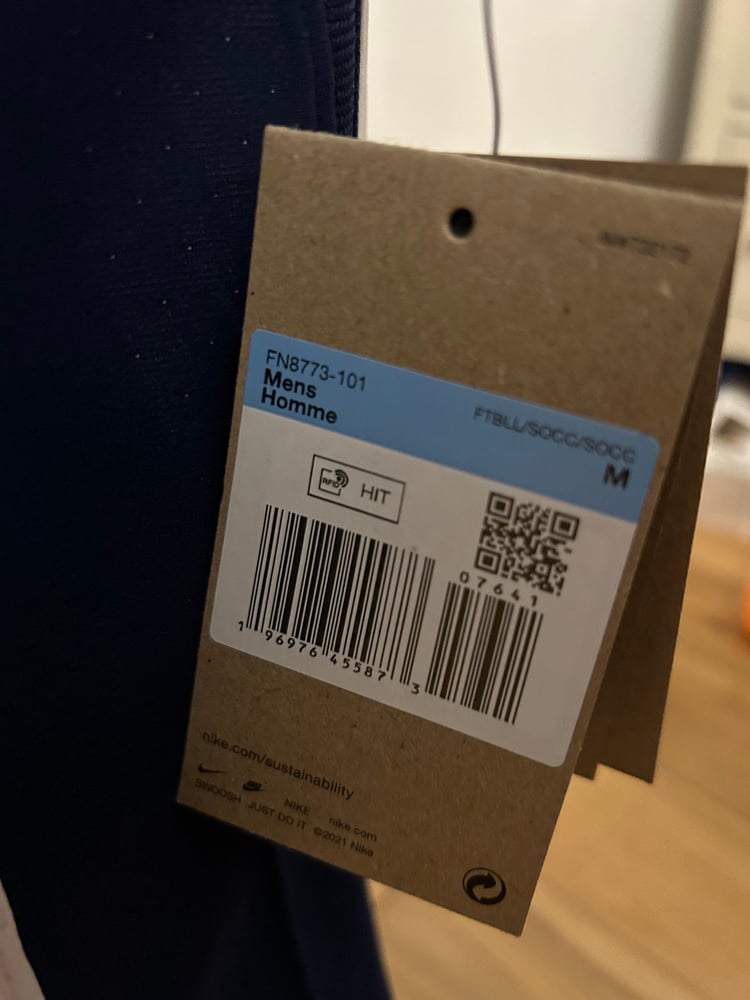 FN8773-101
Mens
Homme
FTBLL/SOCC/SOCC
M
RFID HIT
07641
1 96976 45587 3
nike.com/sustainability
NIKE nike.com
SWOOSH JUST DO IT ©2021 Nike